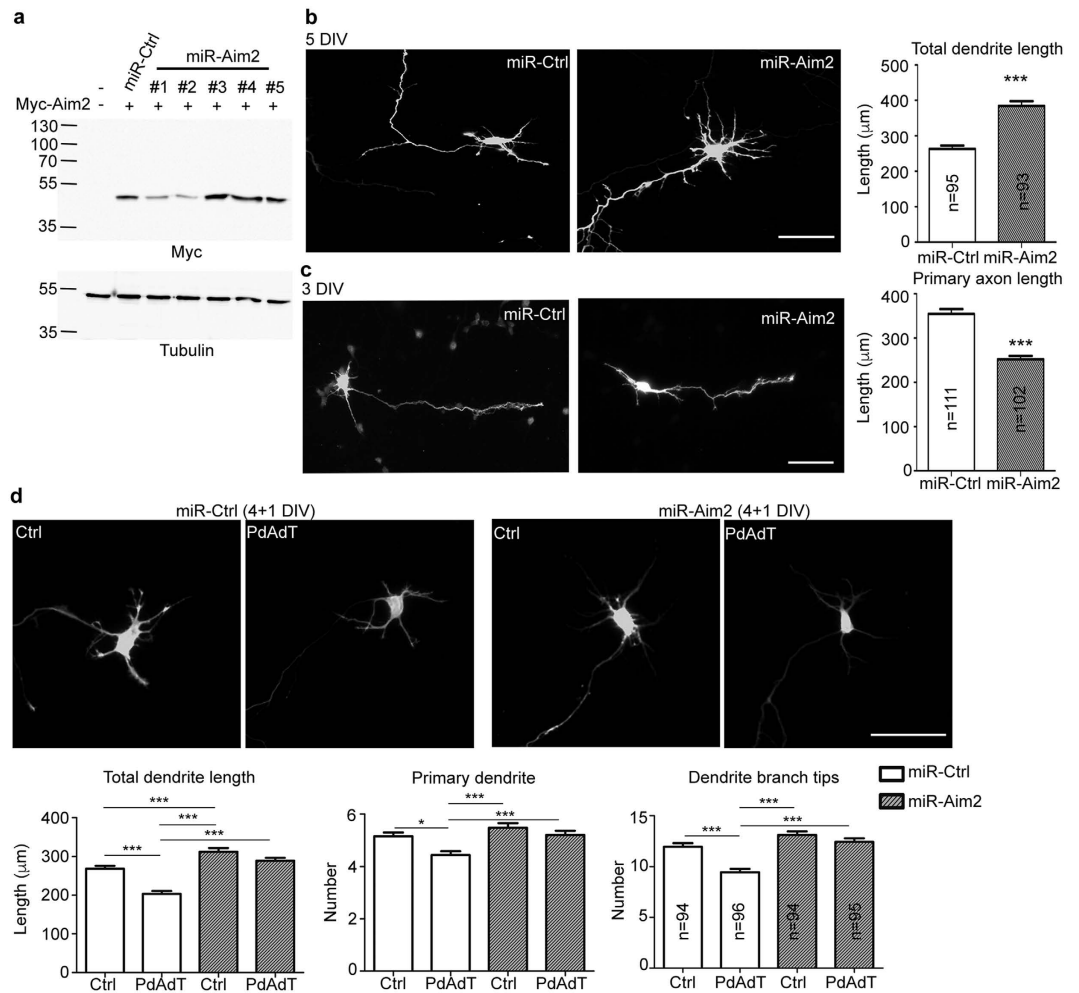 a
miR-Ctrl
miR-Aim2
- #1 #2 #3 #4 #5
Myc-Aim2 - + + + + + +
130
100
70
55
35
Myc
55
35
Tubulin
b
5 DIV
miR-Ctrl
miR-Aim2
Total dendrite length
***
Length (µm)
500
400
300
200
100
0
n=95
n=93
miR-Ctrl miR-Aim2
c
3 DIV
miR-Ctrl
miR-Aim2
Primary axon length
***
Length (µm)
400
300
200
100
0
n=111
n=102
miR-Ctrl miR-Aim2
d
miR-Ctrl (4+1 DIV)
miR-Aim2 (4+1 DIV)
Ctrl
PdAdT
Ctrl
PdAdT
Total dendrite length
***
***
***
***
Length (µm)
400
300
200
100
0
Ctrl PdAdT Ctrl PdAdT
Primary dendrite
***
* ***
Number
6
4
2
0
Ctrl PdAdT Ctrl PdAdT
Dendrite branch tips
***
*** ***
Number
15
10
5
0
n=94
n=96
n=94
n=95
Ctrl PdAdT Ctrl PdAdT
miR-Ctrl
miR-Aim2